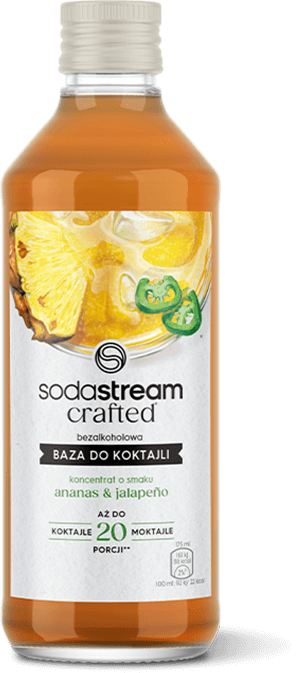 sodastream
crafted
bezalkoholowa
BAZA DO KOKTAJLI
koncentrat o smaku
ananas & jalapeño
AŻ DO
KOKTAJLE 20 MOKTAJLE
PORCJI**